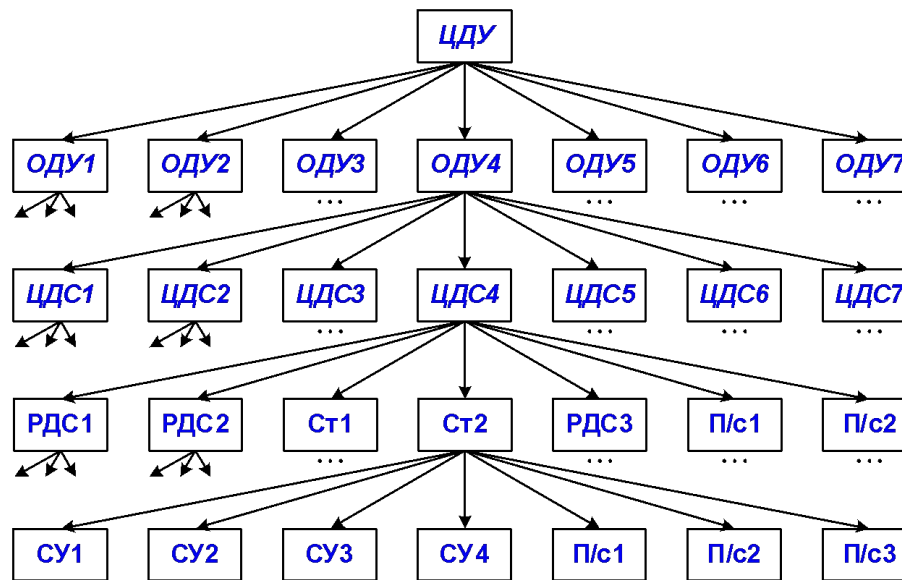 ЦДУ
ОДУ1 ОДУ2 ОДУ3 ОДУ4 ОДУ5 ОДУ6 ОДУ7
... ... ... ...
ЦДС1 ЦДС2 ЦДС3 ЦДС4 ЦДС5 ЦДС6 ЦДС7
... ... ... ...
РДС1 РДС2 Ст1 Ст2 РДС3 П/с1 П/с2
... ... ... ...
СУ1 СУ2 СУ3 СУ4 П/с1 П/с2 П/с3